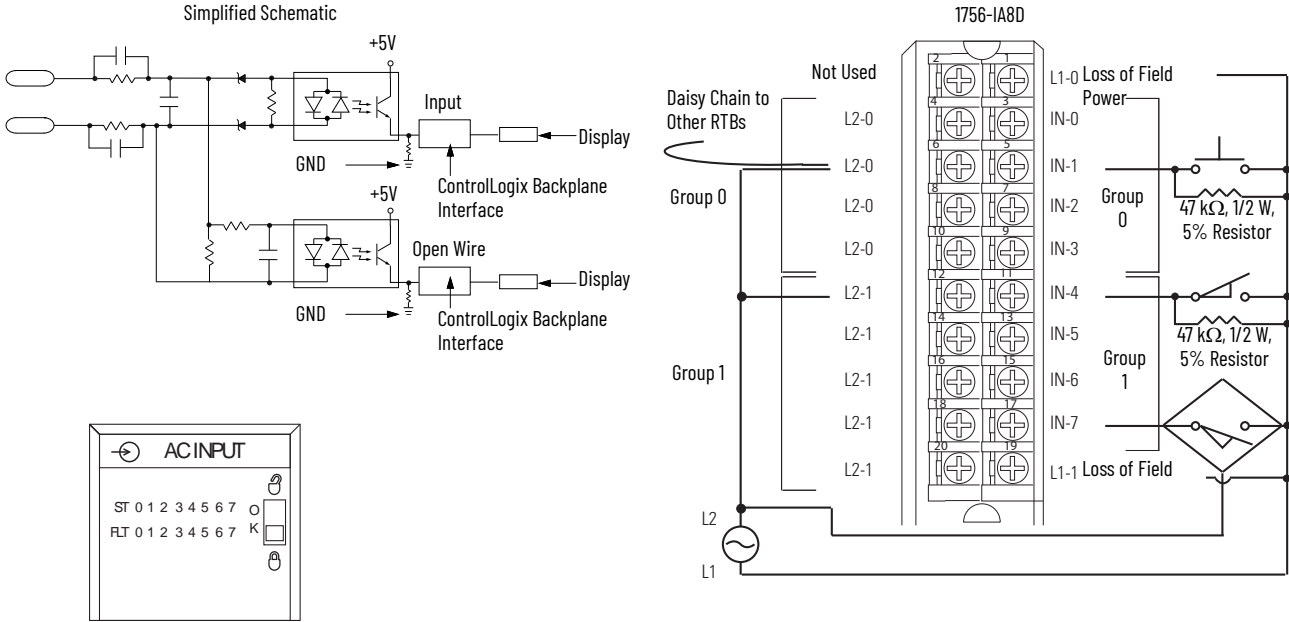 Simplified Schematic
+5V
Input
Display
GND
ControlLogix Backplane
Interface
+5V
Open Wire
Display
GND
ControlLogix Backplane
Interface
AC INPUT
ST 0 1 2 3 4 5 6 7
FLT 0 1 2 3 4 5 6 7
O
K
1756-IA8D
Not Used
Daisy Chain to
Other RTBs
L2-0
L2-0
Group 0
L2-0
L2-0
L2-1
L2-1
Group 1
L2-1
L2-1
L2-1
2 1
4 3
6 5
8 7
10 9
12 11
14 13
16 15
18 17
20 19
L1-0 Loss of Field
Power
IN-0
IN-1
IN-2
IN-3
Group
0
47 kΩ, 1/2 W,
5% Resistor
IN-4
IN-5
IN-6
IN-7
Group
1
47 kΩ, 1/2 W,
5% Resistor
L1-1 Loss of Field
L2
L1